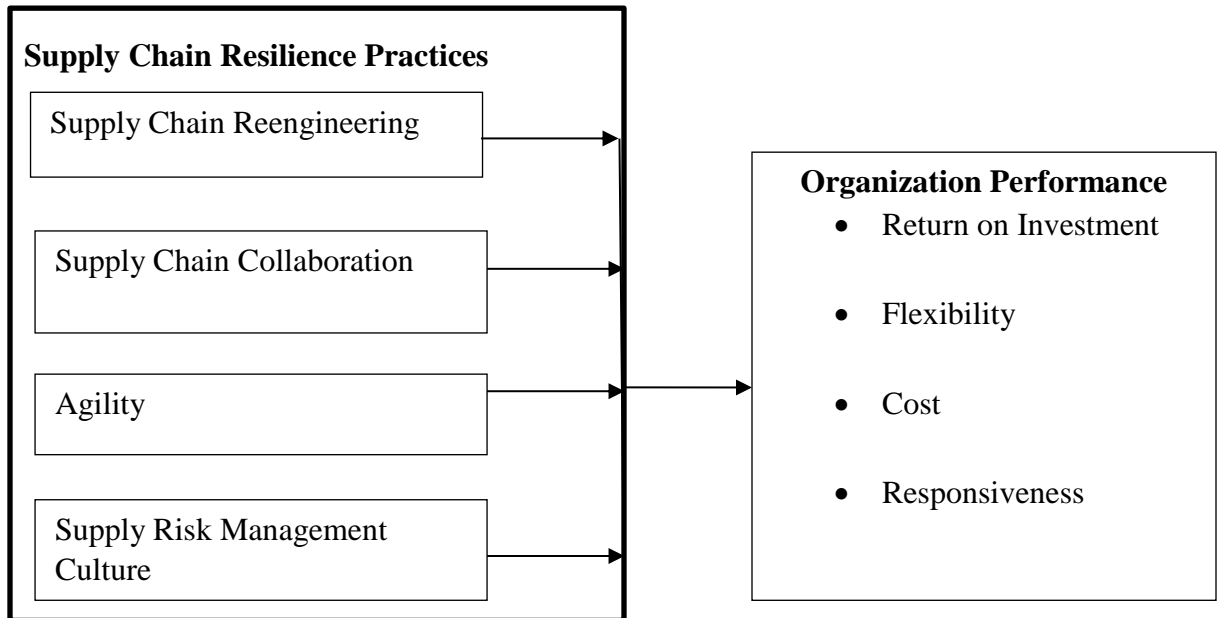 Supply Chain Resilience Practices
Supply Chain Reengineering
Supply Chain Collaboration
Agility
Supply Risk Management
Culture
Organization Performance
• Return on Investment
• Flexibility
• Cost
• Responsiveness